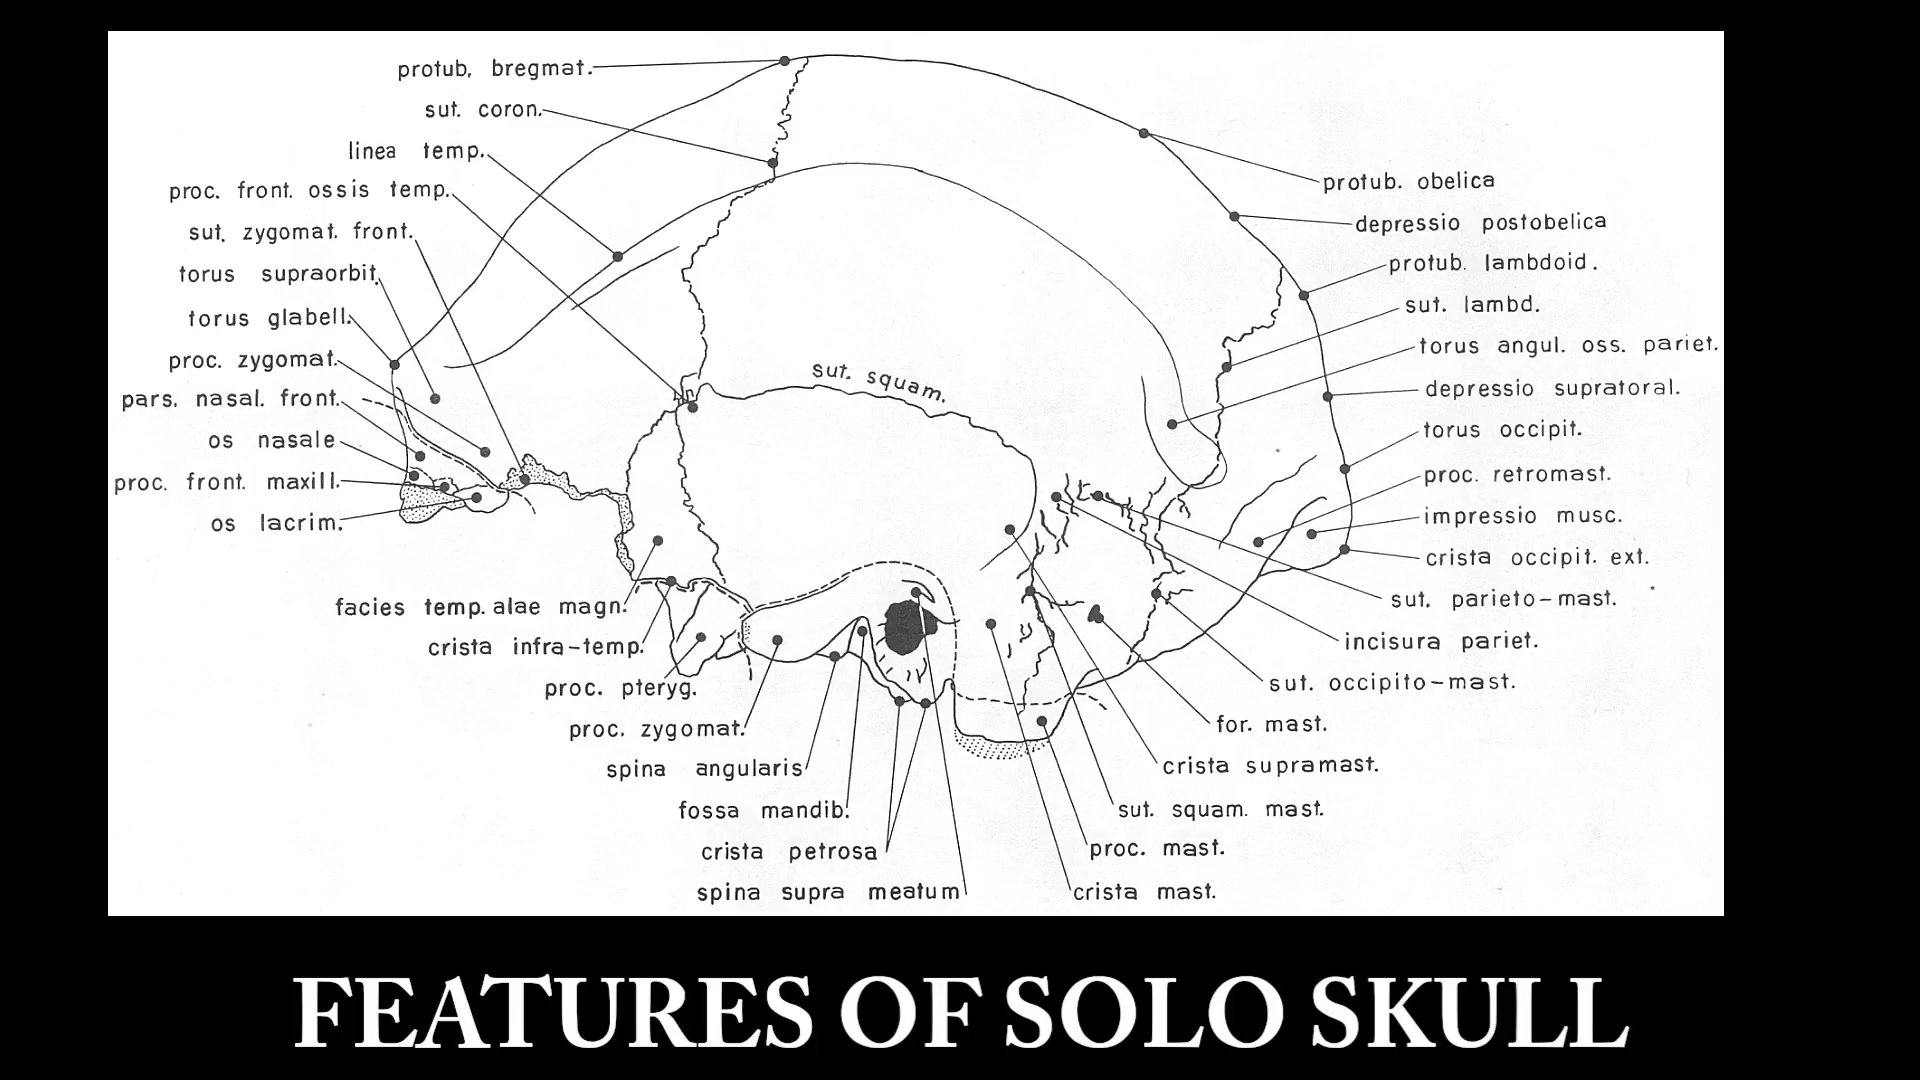 protub. bregmat.
sut. coron.
linea temp.
proc. front. ossis temp.
sut. zygomat. front.
torus supraorbit.
torus glabell.
proc. zygomat.
pars. nasal. front.
os nasale
proc. front. maxill.
os lacrim.
facies temp. alae magn.
crista infra-temp.
proc. pteryg.
proc. zygomat.
spina angularis
fossa mandib.
crista petrosa
spina supra meatum
sut. squam.
protub. obelica
depressio postobelica
protub. lambdoid.
sut. lambd.
torus angul. oss. pariet.
depressio supratoral.
torus occipit.
proc. retromast.
impressio musc.
crista occipit. ext.
sut. parieto-mast.
incisura pariet.
sut. occipito-mast.
for. mast.
crista supramast.
sut. squam. mast.
proc. mast.
crista mast.
FEATURES OF SOLO SKULL